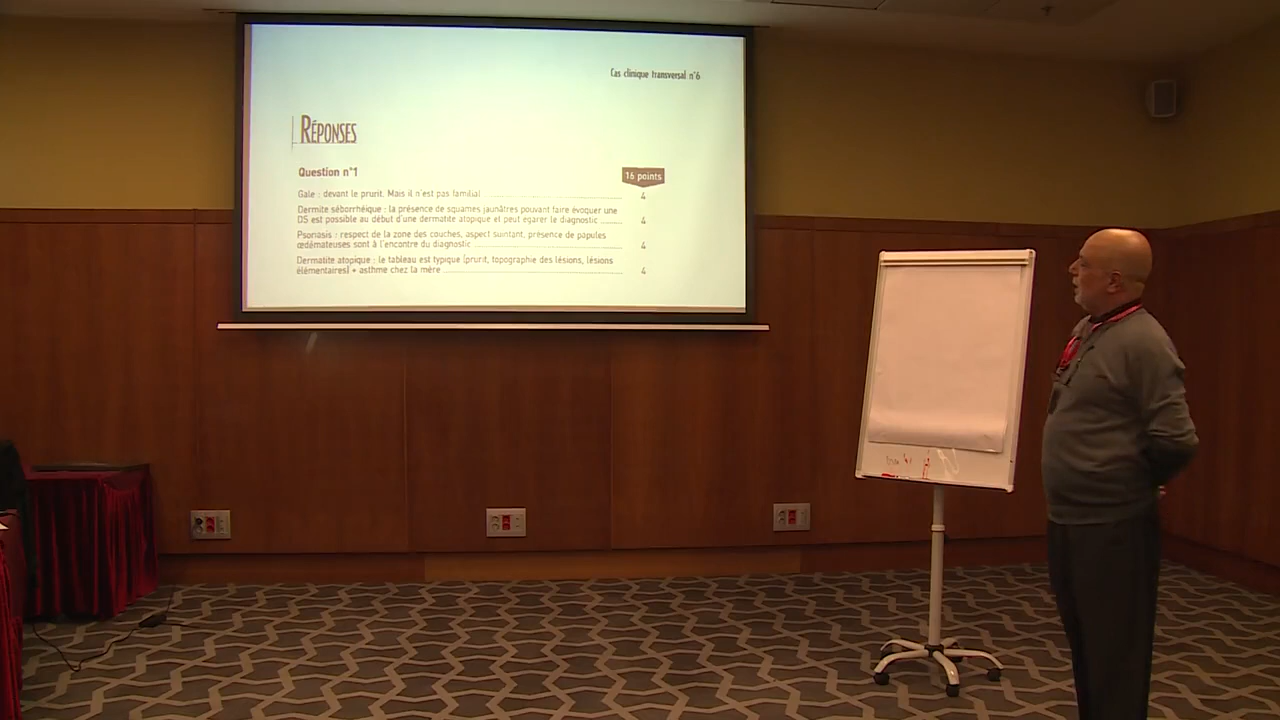 Cas clinique transversal n°6
RÉPONSES
Question n°1
16 points
Gale : devant le prurit. Mais il n'est pas familial 4
Dermite séborrhéique : la présence de squames jaunâtres pouvant faire évoquer une
DS est possible au début d'une dermatite atopique et peut égarer le diagnostic 4
Psoriasis : respect de la zone des couches, aspect suintant, présence de papules
œdémateuses sont à l'encontre du diagnostic 4
Dermatite atopique : le tableau est typique (prurit, topographie des lésions, lésions
élémentaires) + asthme chez la mère 4